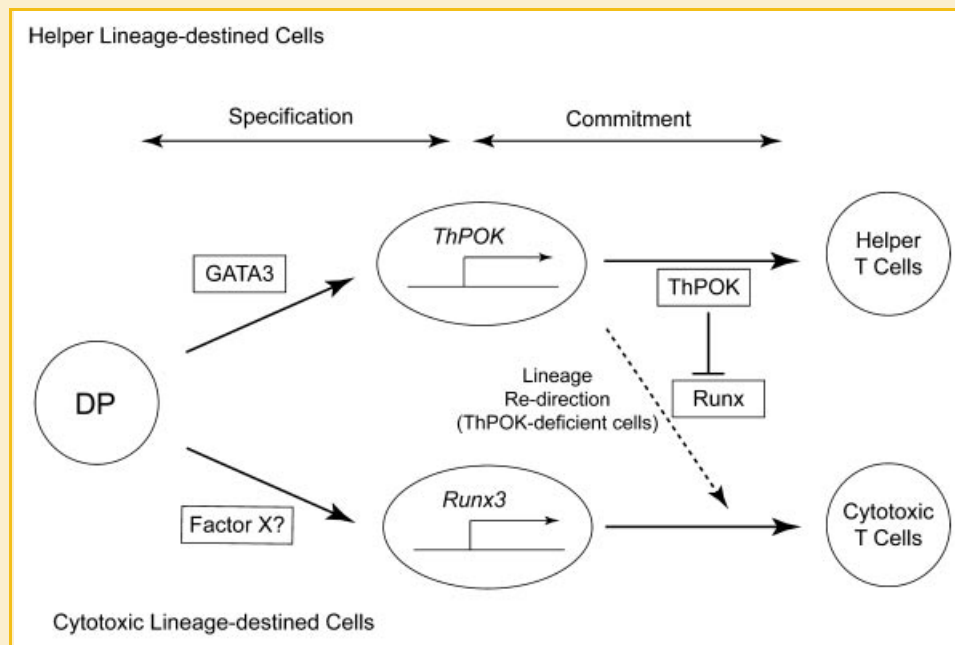 Helper Lineage-destined Cells
Specification
Commitment
ThPOK
GATA3
Helper
T Cells
ThPOK
DP
Lineage
Re-direction
(ThPOK-deficient cells)
Runx
Factor X?
Runx3
Cytotoxic
T Cells
Cytotoxic Lineage-destined Cells